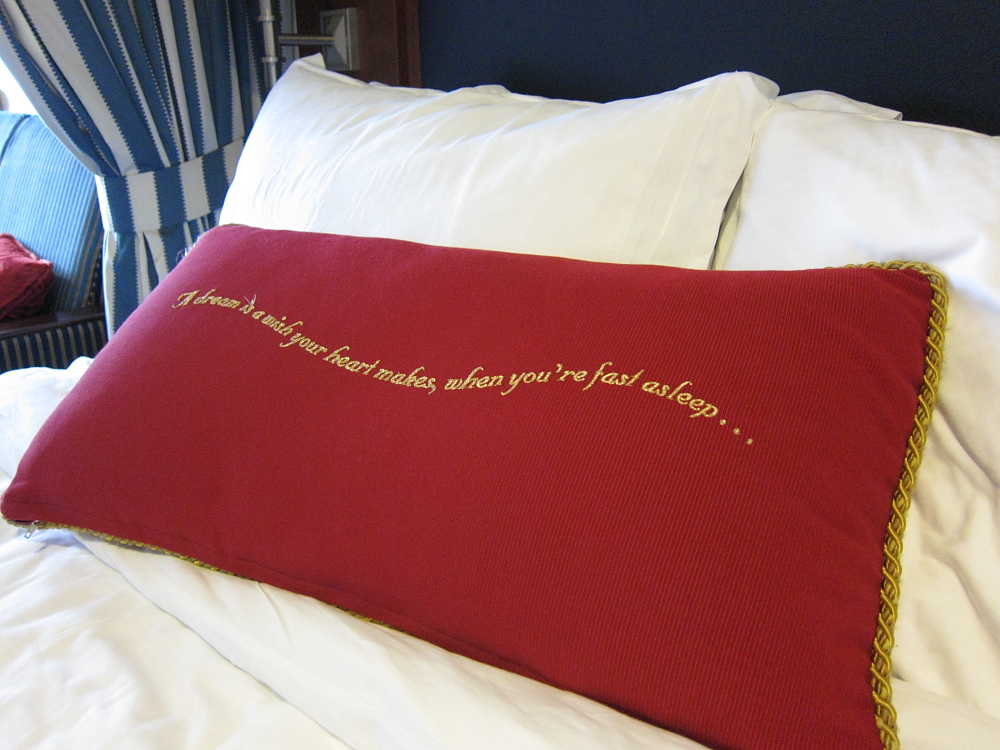 A dream is a wish your heart makes, when you're fast asleep...